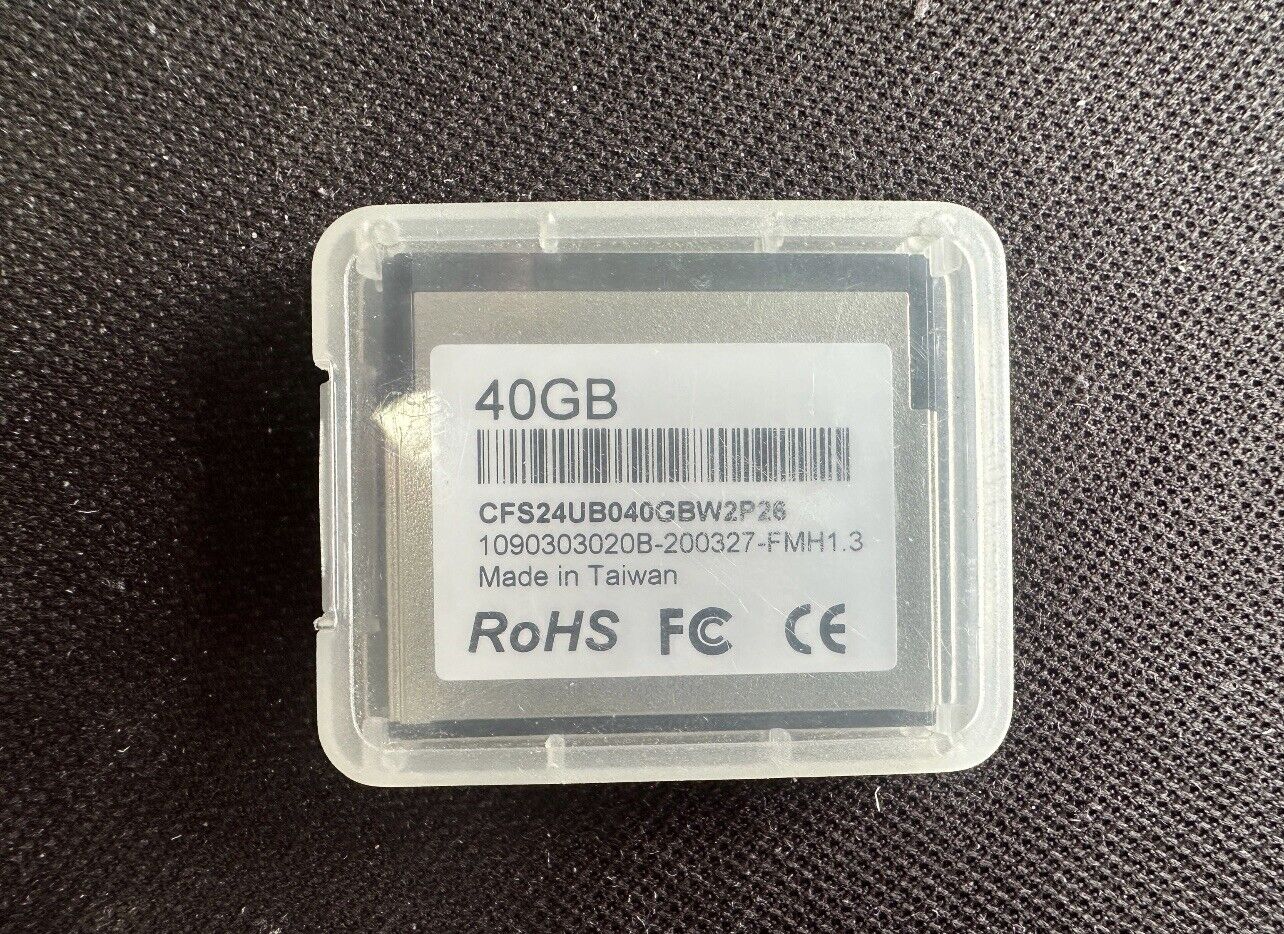 40GB
CFS24UB040GBW2P26
1090303020B-200327-FMH1.3
Made in Taiwan
RoHS FC CE